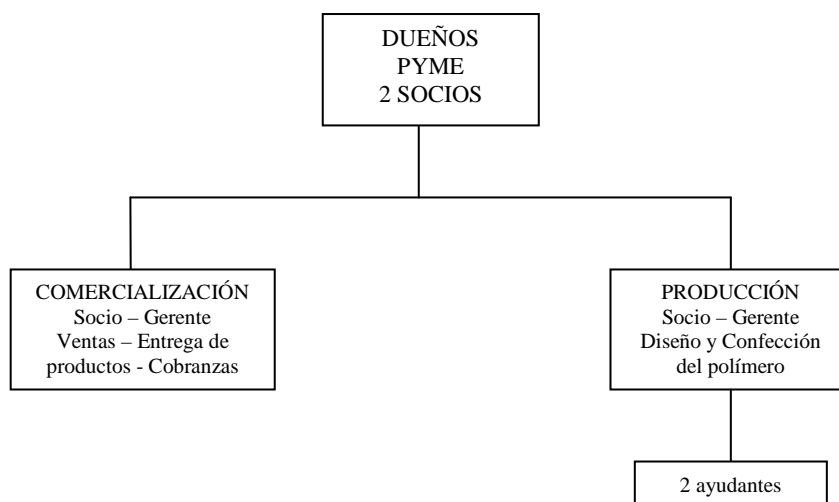 DUEÑOS
PYME
2 SOCIOS
COMERCIALIZACIÓN
Socio – Gerente
Ventas – Entrega de
productos - Cobranzas
PRODUCCIÓN
Socio – Gerente
Diseño y Confección
del polímero
2 ayudantes